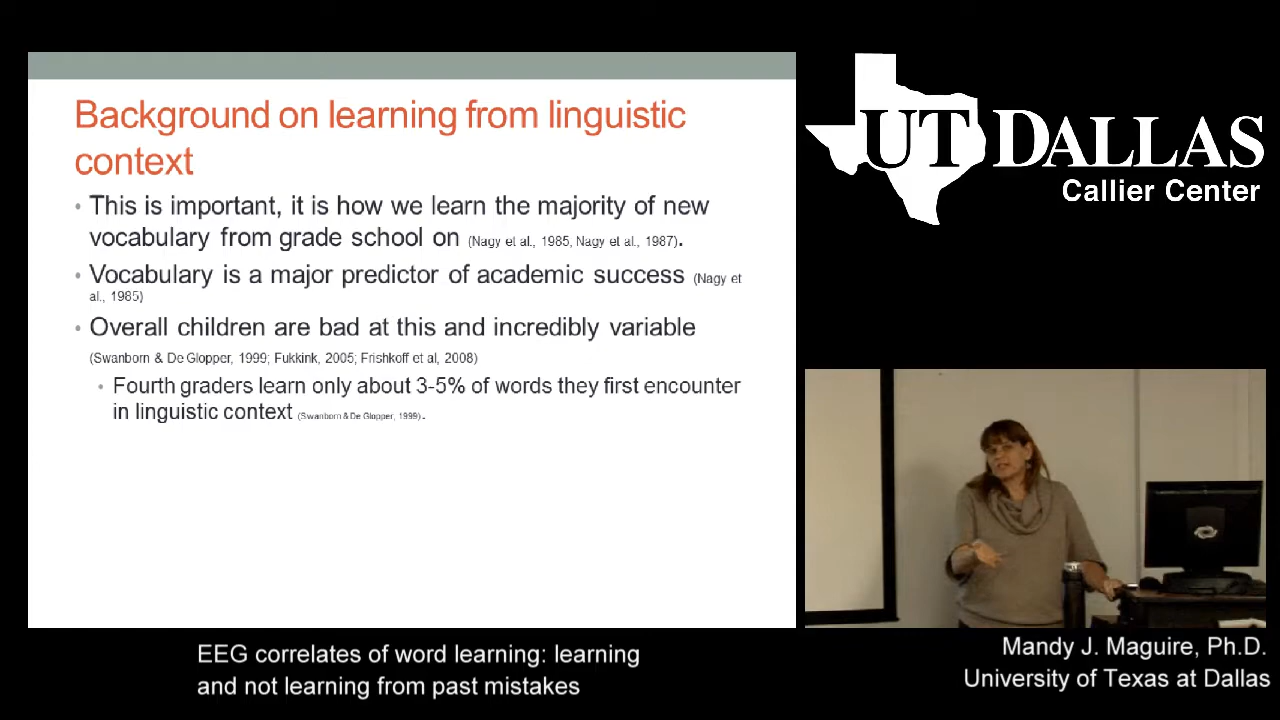 Background on learning from linguistic
context
• This is important, it is how we learn the majority of new
vocabulary from grade school on (Nagy et al., 1985; Nagy et al., 1987).
• Vocabulary is a major predictor of academic success (Nagy et
al., 1985)
• Overall children are bad at this and incredibly variable
(Swanborn & De Glopper, 1999; Fukkink, 2005; Frishkoff et al, 2008)
• Fourth graders learn only about 3-5% of words they first encounter
in linguistic context (Swanborn & De Glopper, 1999).
UT DALLAS
Callier Center
EEG correlates of word learning: learning
and not learning from past mistakes
Mandy J. Maguire, Ph.D.
University of Texas at Dallas